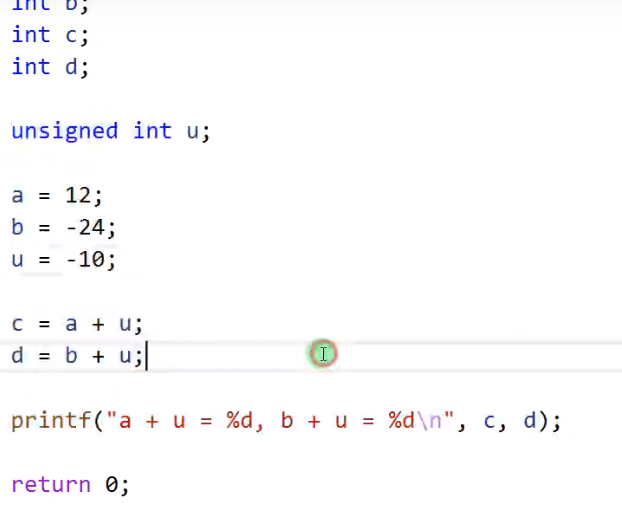 int b;
int c;
int d;
unsigned int u;
a = 12;
b = -24;
u = -10;
c = a + u;
d = b + u;
printf("a + u = %d, b + u = %d\n", c, d);
return 0;